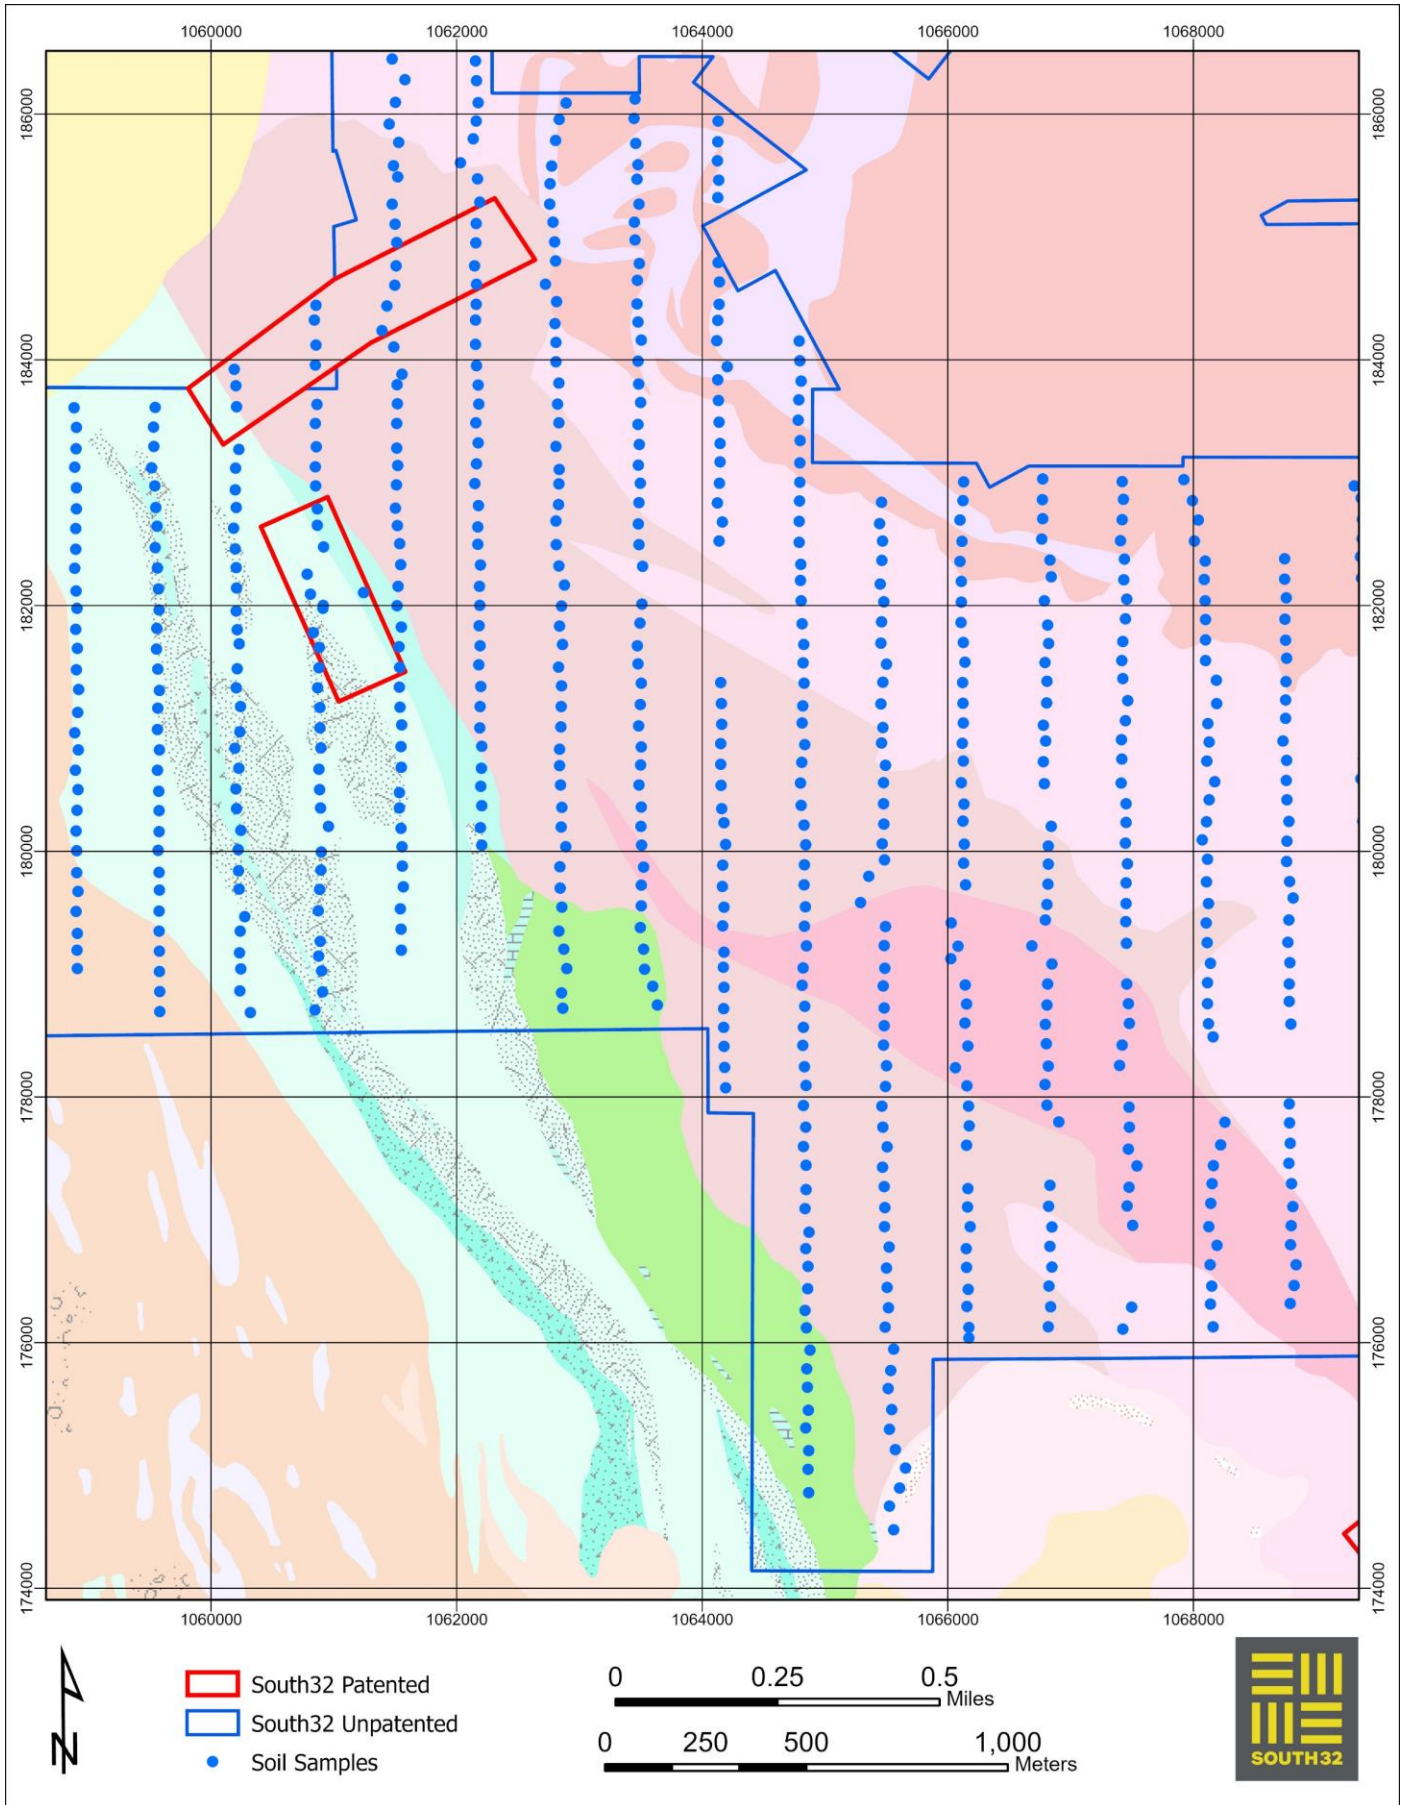 1060000 1062000 1064000 1066000 1068000
186000 186000
184000 184000
182000 182000
180000 180000
178000 178000
176000 176000
174000 174000
1060000 1062000 1064000 1066000 1068000
N
South32 Patented
South32 Unpatented
Soil Samples
0 0.25 0.5
Miles
0 250 500 1,000
Meters
SOUTH32